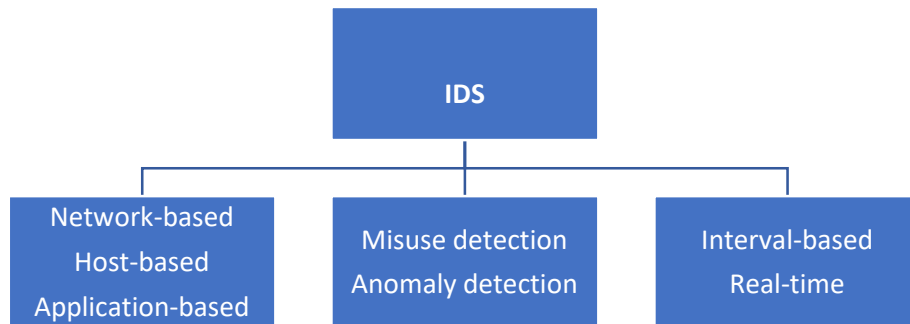 IDS
Network-based
Host-based
Application-based
Misuse detection
Anomaly detection
Interval-based
Real-time